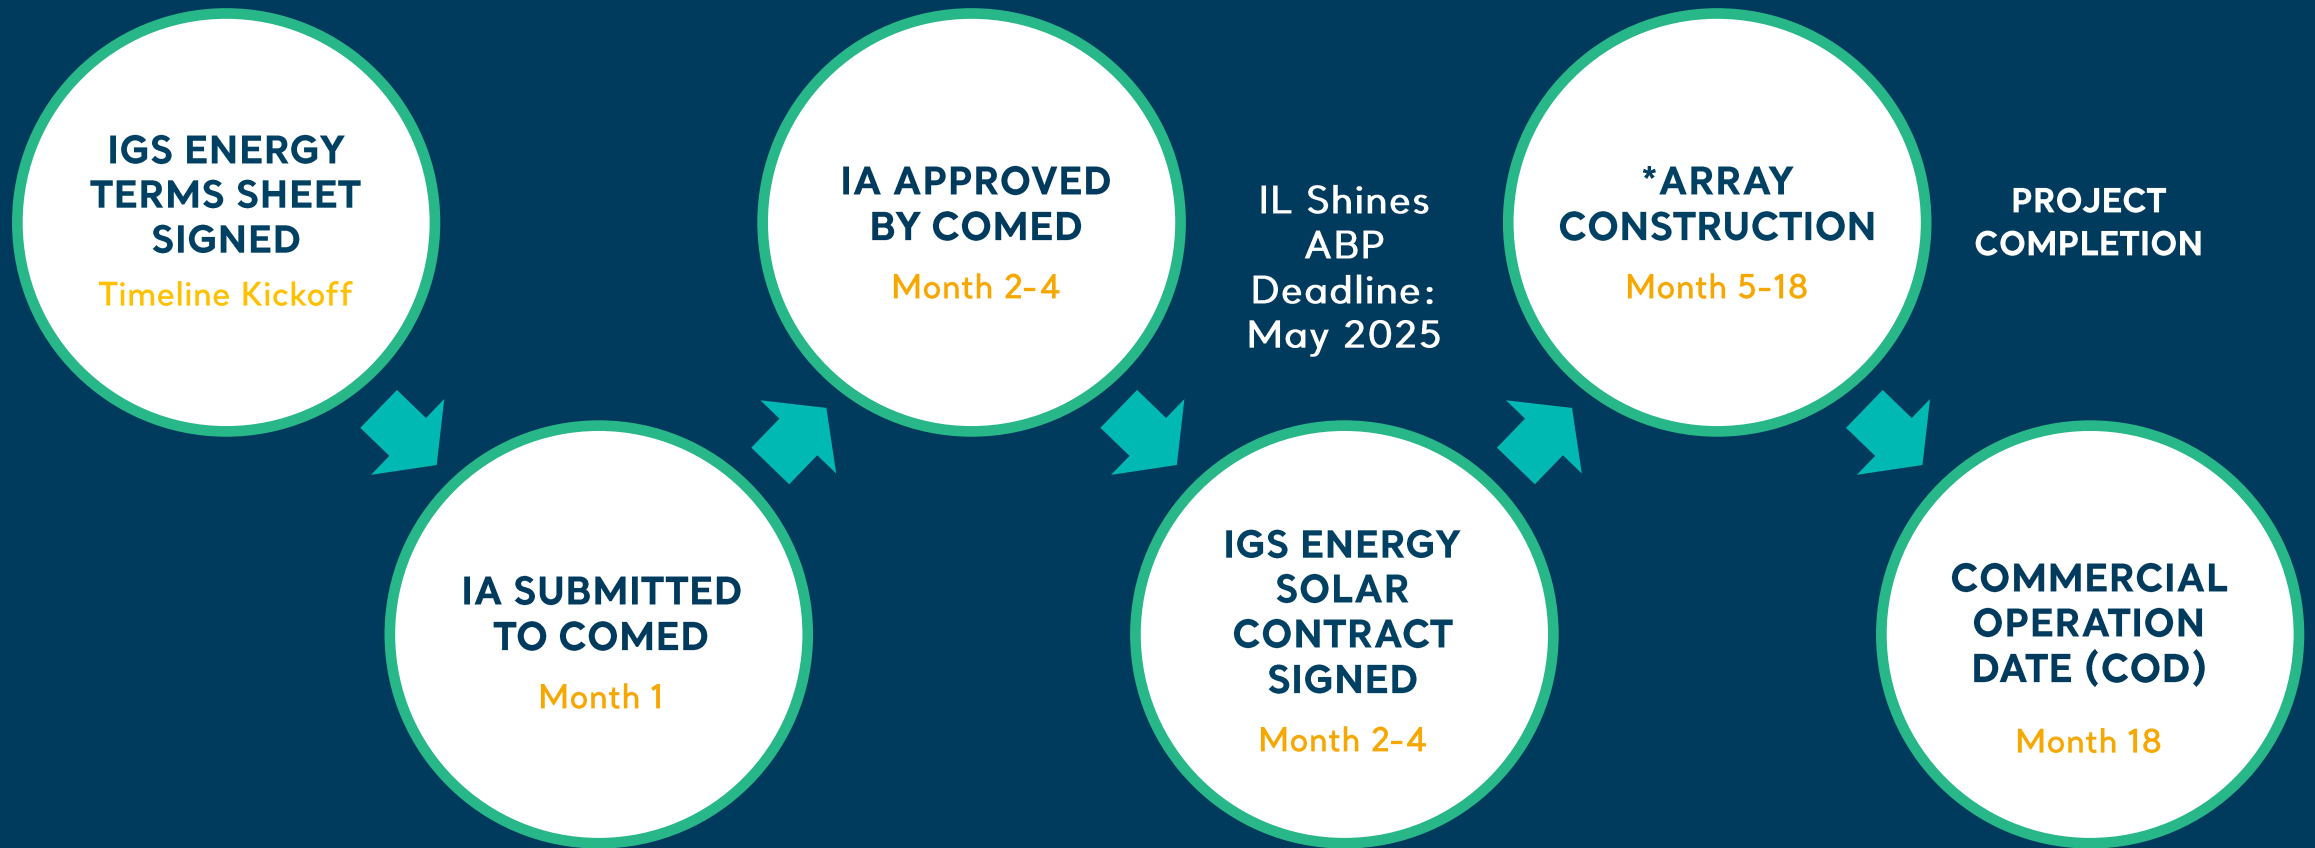 IGS ENERGY
TERMS SHEET
SIGNED
Timeline Kickoff
IA SUBMITTED
TO COMED
Month 1
IA APPROVED
BY COMED
Month 2-4
IL Shines
ABP
Deadline:
May 2025
IGS ENERGY
SOLAR
CONTRACT
SIGNED
Month 2-4
*ARRAY
CONSTRUCTION
Month 5-18
PROJECT
COMPLETION
COMMERCIAL
OPERATION
DATE (COD)
Month 18